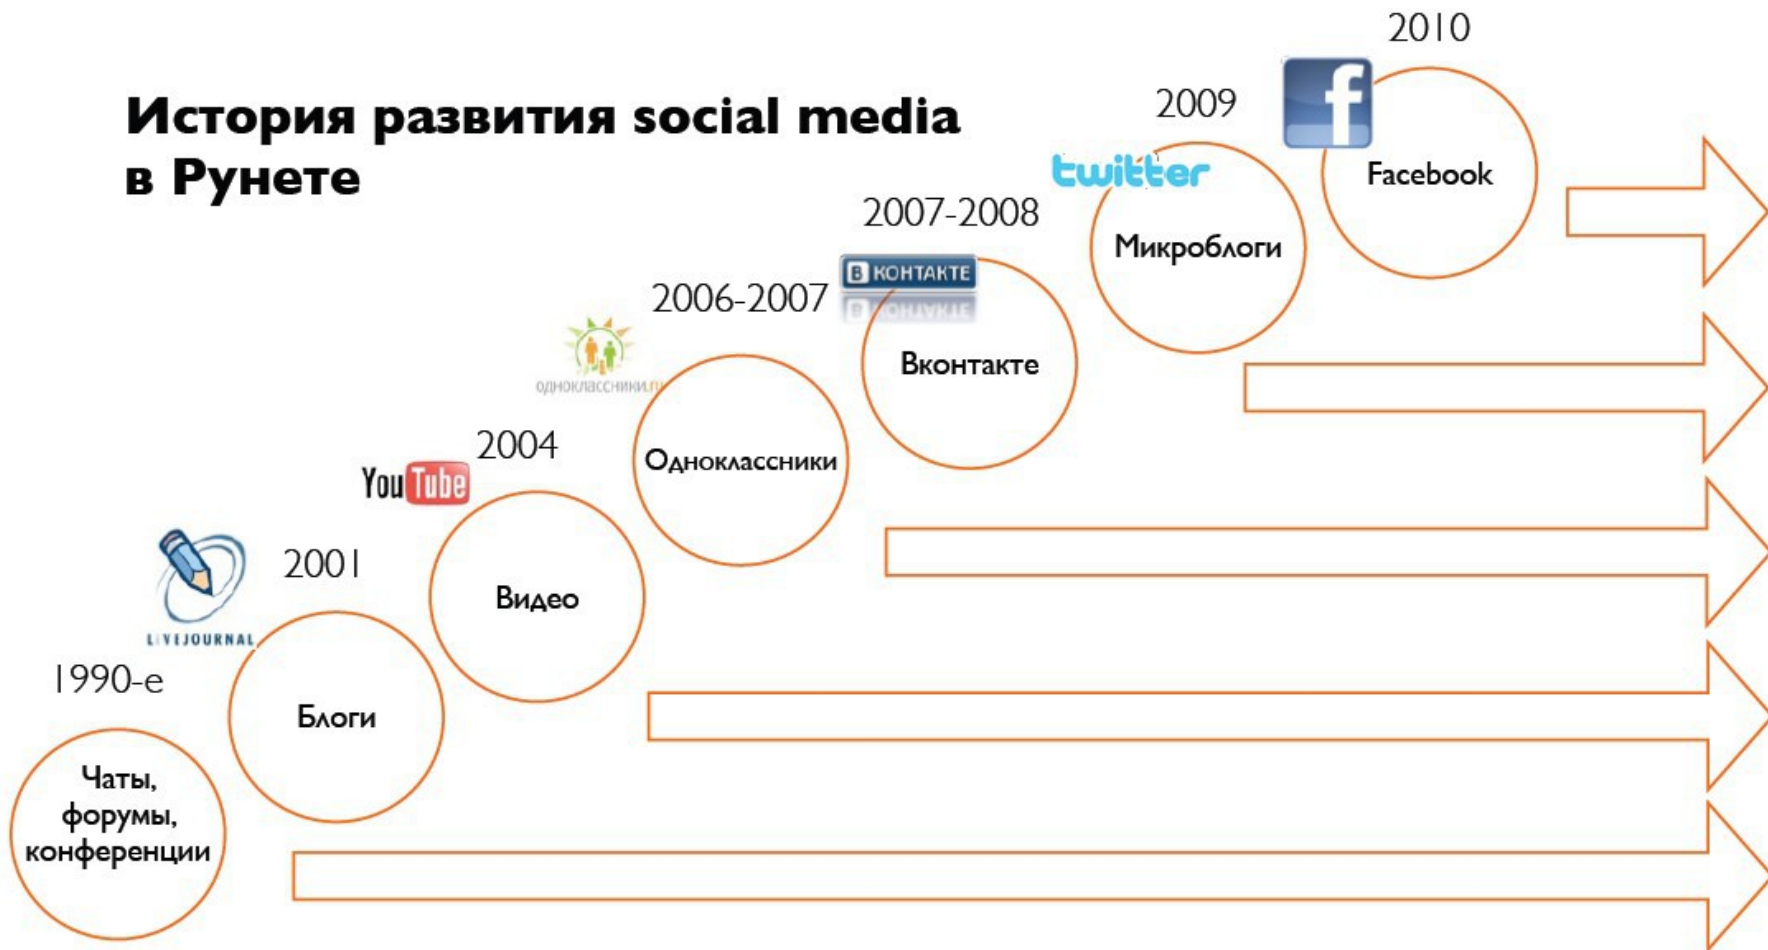 История развития social media
в Рунете
1990-е
Чаты,
форумы,
конференции
LIVEJOURNAL
2001
Блоги
YouTube
2004
Видео
одноклассники.ru
2006-2007
Одноклассники
В КОНТАКТЕ
2007-2008
Вконтакте
twitter
2009
Микроблоги
f
2010
Facebook